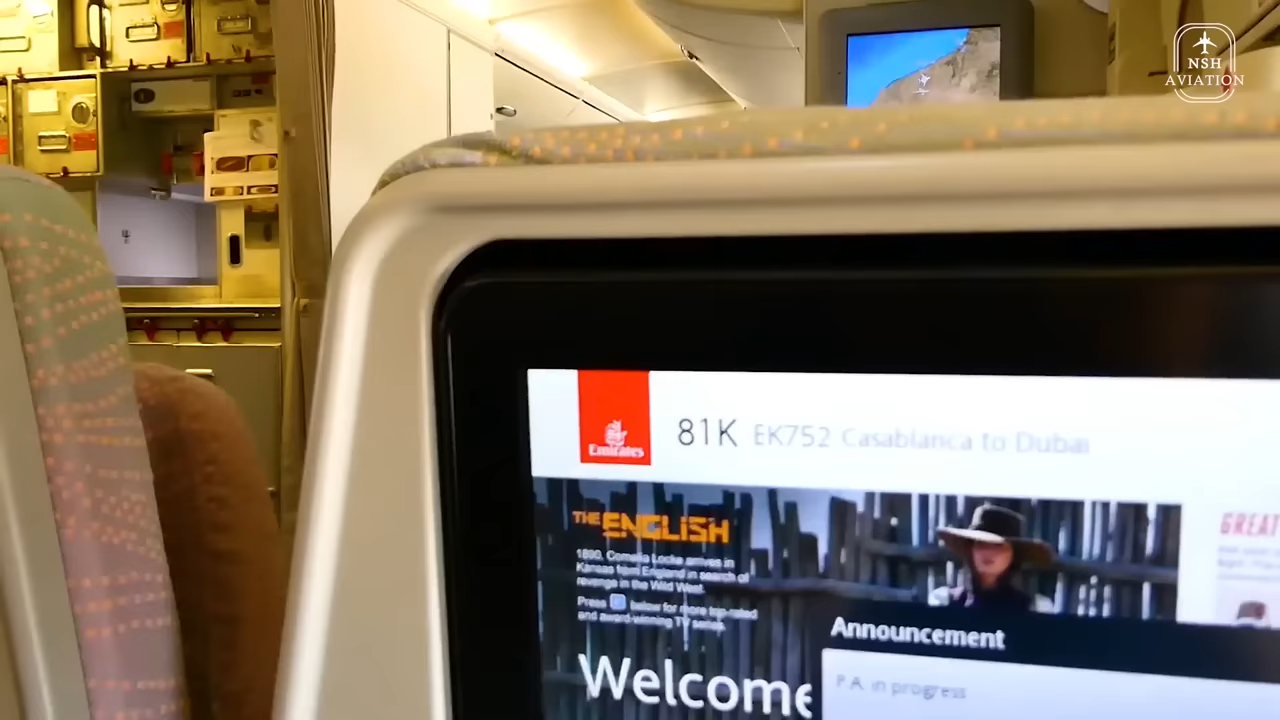 NSH
AVIATION
Emirates
81K EK752 Casablanca to Dubai
THE ENGLISH
1890. Cornelia Locke arrives in
Kansas from England in search of
revenge in the Wild West.
Press below for more top-rated
and award-winning TV series.
GREAT
Announcement
P.A. in progress
Welcome